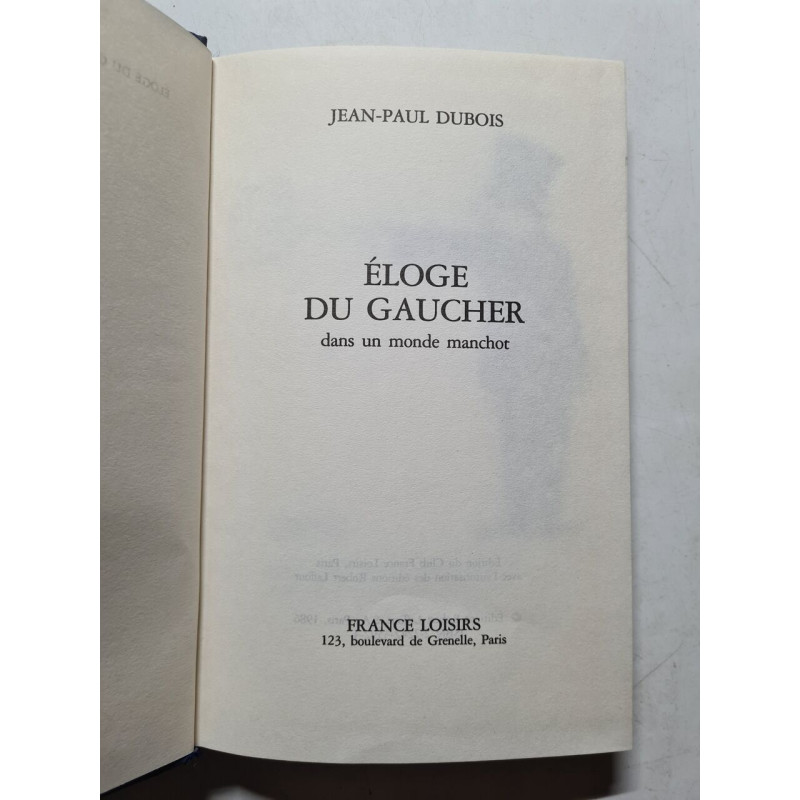 JEAN-PAUL DUBOIS
ÉLOGE
DU GAUCHER
dans un monde manchot
FRANCE LOISIRS
123, boulevard de Grenelle, Paris